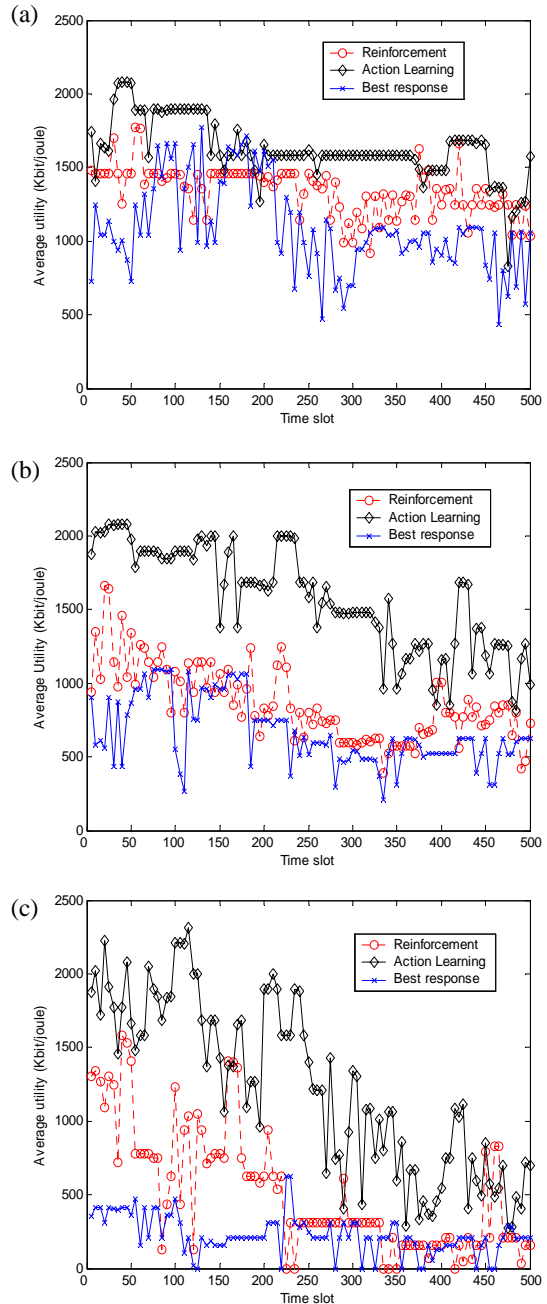 (a)
2500
2000
1500
1000
500
0
Average utility (Kbit/joule)
Reinforcement
Action Learning
Best response
0 50 100 150 200 250 300 350 400 450 500
Time slot
(b)
2500
2000
1500
1000
500
0
Average Utility (Kbit/joule)
Reinforcement
Action Learning
Best response
0 50 100 150 200 250 300 350 400 450 500
Time slot
(c)
2500
2000
1500
1000
500
0
Average utility (Kbit/joule)
Reinforcement
Action Learning
Best response
0 50 100 150 200 250 300 350 400 450 500
Time slot